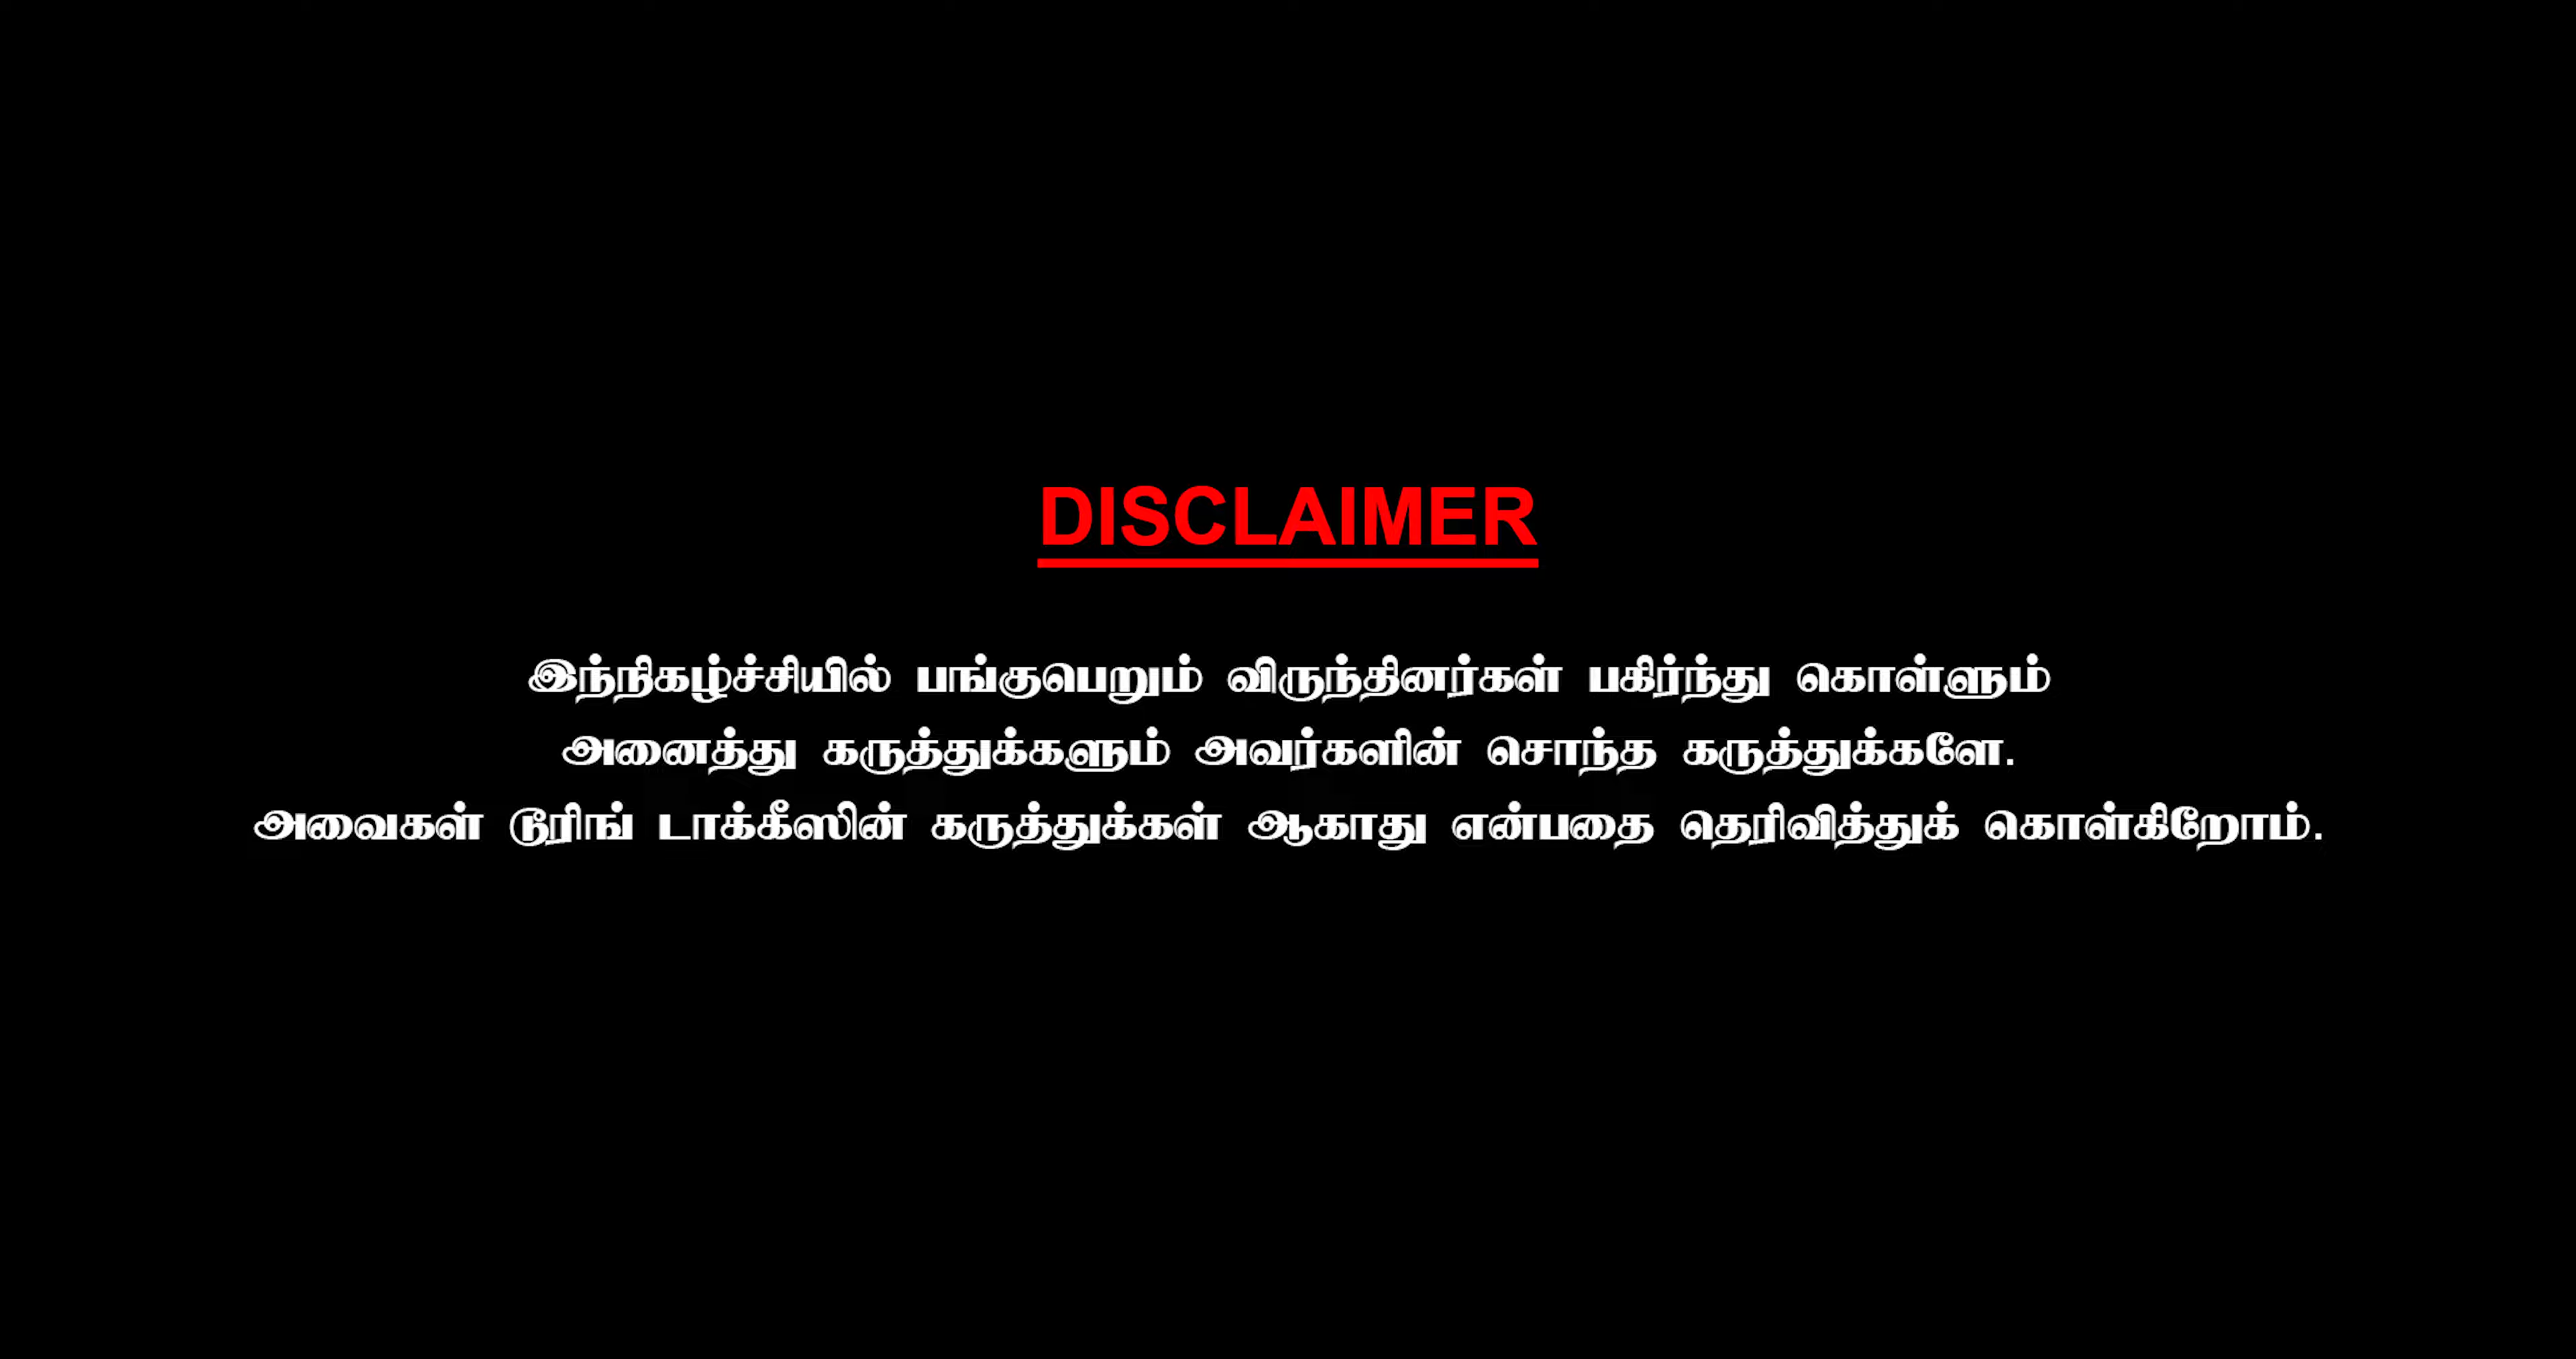 DISCLAIMER
இந்நிகழ்ச்சியில் பங்குபெறும் விருந்தினர்கள் பகிர்ந்து கொள்ளும்
அனைத்து கருத்துக்களும் அவர்களின் சொந்த கருத்துக்களே.
அவைகள் டூரிங் டாக்கீஸின் கருத்துக்கள் ஆகாது என்பதை தெரிவித்துக் கொள்கிறோம்.